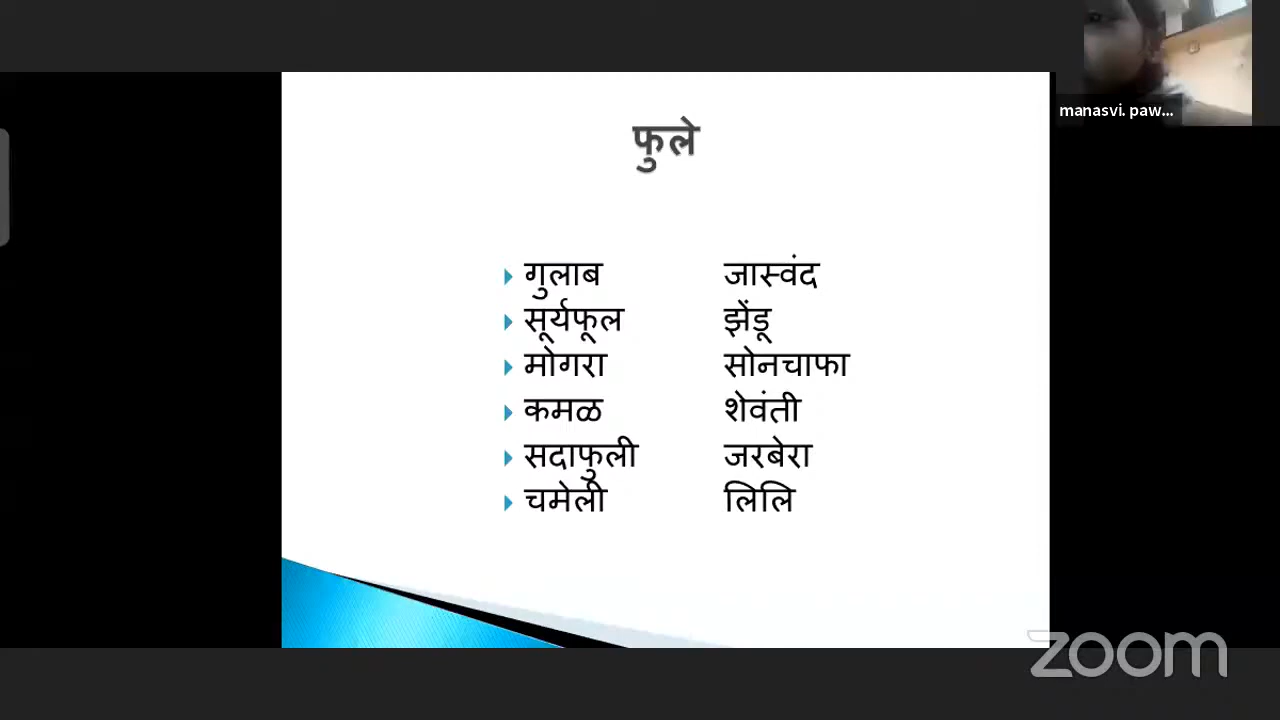 manasvi. paw...
फुले
गुलाब जास्वंद
सूर्यफूल झेंडू
मोगरा सोनचाफा
कमळ शेवंती
सदाफुली जरबेरा
चमेली लिलि
zoom